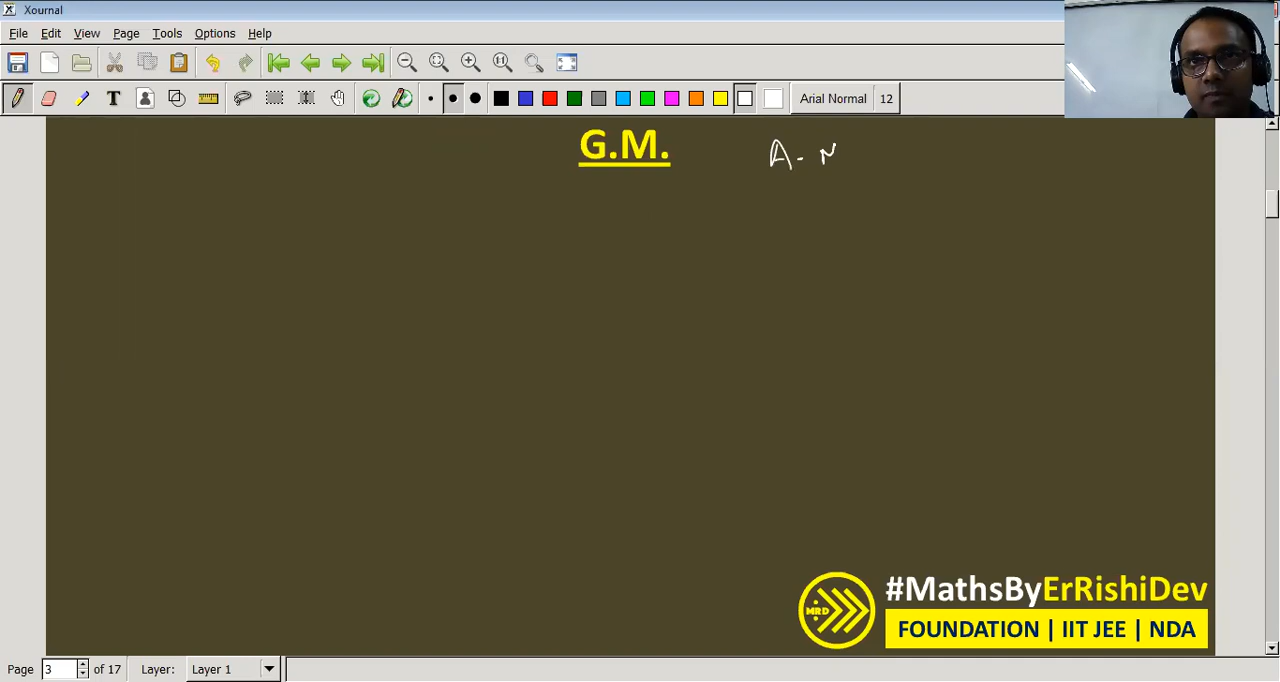 Xournal
File Edit View Page Tools Options Help
Arial Normal 12
G.M. A. M
#MathsByErRishiDev
MRD
FOUNDATION | IIT JEE | NDA
Page 3 of 17 Layer: Layer 1